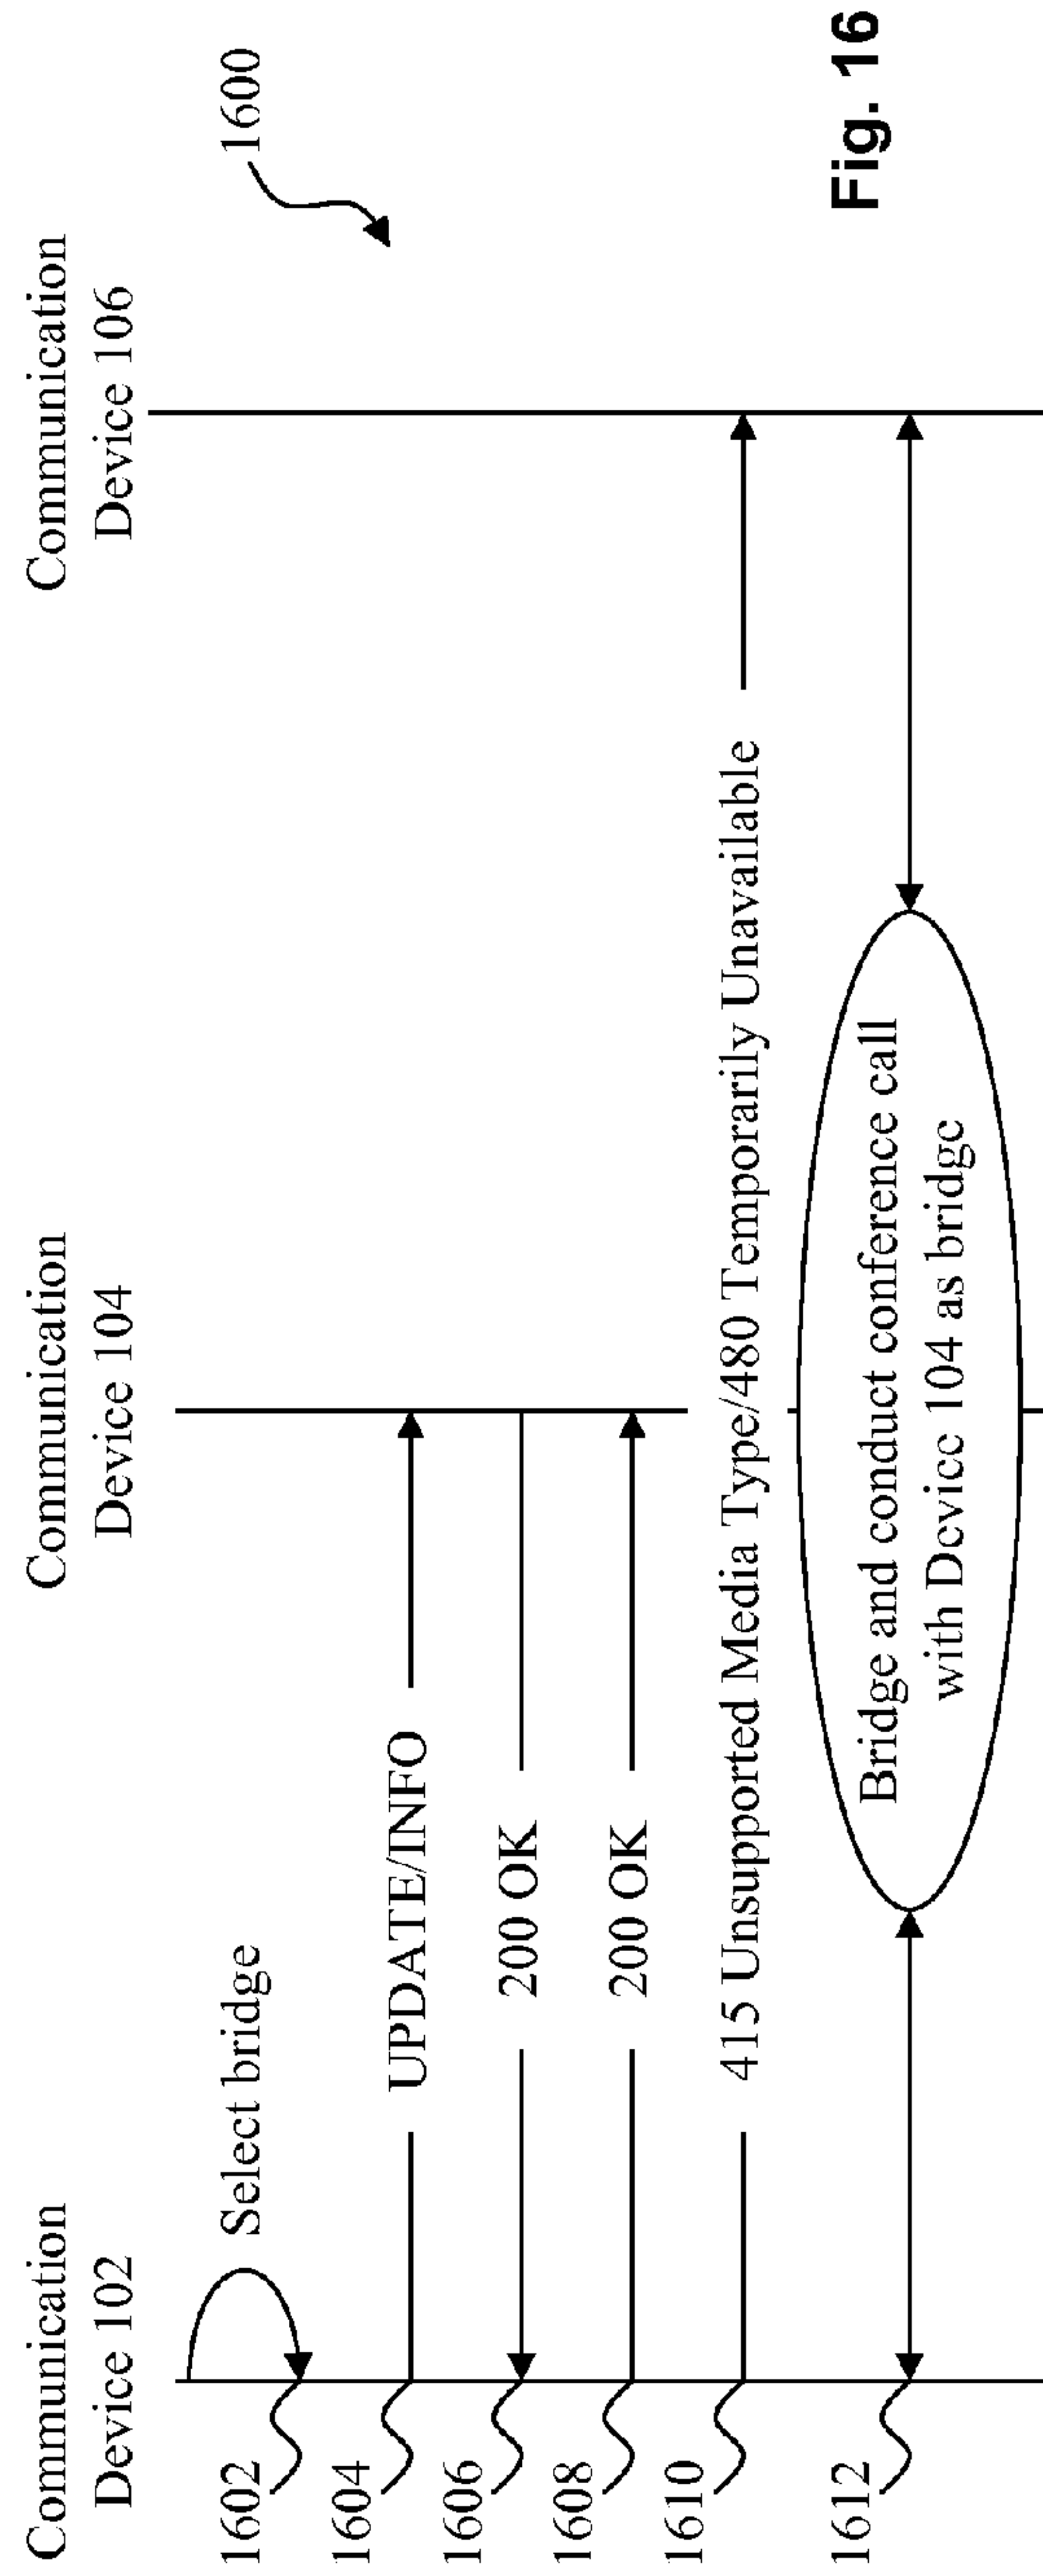 Communication
Device 102
Communication
Device 104
Communication
Device 106
1600
1602
Select bridge
1604
UPDATE/INFO
1606
200 OK
1608
200 OK
1610
415 Unsupported Media Type/480 Temporarily Unavailable
1612
Bridge and conduct conference call
with Device 104 as bridge
Fig. 16